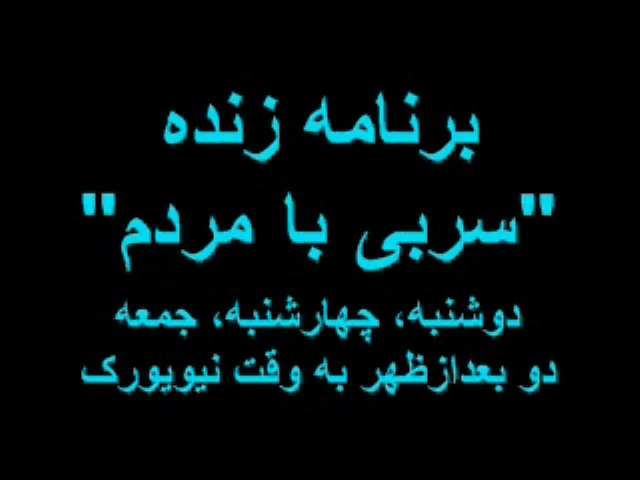 برنامه زنده
"سربی با مردم"
دوشنبه، چهارشنبه، جمعه
دو بعدازظهر به وقت نیویورک